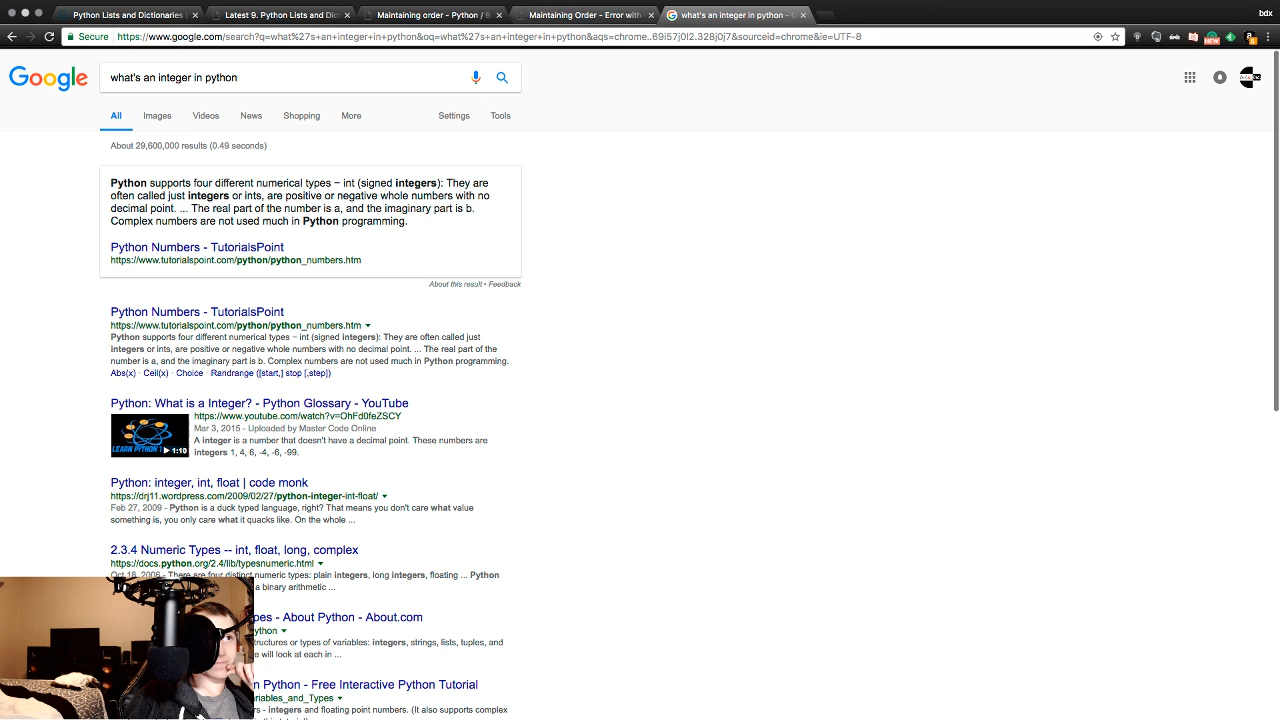 Python Lists and Dictionaries |
Latest 9. Python Lists and Dict
Maintaining order - Python / 9.
Maintaining Order - Error with
what's an integer in python - G
bdx
Secure
https://www.google.com/search?q=what%27s+an+integer+in+python&oq=what%27s+an+integer+in+python&aqs=chrome..69i57j0l2.328j0j7&sourceid=chrome&ie=UTF-8
NEW
Google
what's an integer in python
All
Images
Videos
News
Shopping
More
Settings
Tools
About 29,600,000 results (0.49 seconds)
Python supports four different numerical types − int (signed integers): They are
often called just integers or ints, are positive or negative whole numbers with no
decimal point. ... The real part of the number is a, and the imaginary part is b.
Complex numbers are not used much in Python programming.
Python Numbers - TutorialsPoint
https://www.tutorialspoint.com/python/python_numbers.htm
About this result • Feedback
Python Numbers - TutorialsPoint
https://www.tutorialspoint.com/python/python_numbers.htm
Python supports four different numerical types − int (signed integers): They are often called just
integers or ints, are positive or negative whole numbers with no decimal point. ... The real part of the
number is a, and the imaginary part is b. Complex numbers are not used much in Python programming.
Abs(x) · Ceil(x) · Choice · Randrange ([start,] stop [,step])
Python: What is a Integer? - Python Glossary - YouTube
https://www.youtube.com/watch?v=OhFd0feZSCY
Mar 3, 2015 - Uploaded by Master Code Online
A integer is a number that doesn't have a decimal point. These numbers are
integers 1, 4, 6, -4, -6, -99.
LEARN PYTHON
1:10
Python: integer, int, float | code monk
https://drj11.wordpress.com/2009/02/27/python-integer-int-float/
Feb 27, 2009 - Python is a duck typed language, right? That means you don't care what value
something is, you only care what it quacks like. On the whole ...
2.3.4 Numeric Types -- int, float, long, complex
https://docs.python.org/2.4/lib/typesnumeric.html
Oct 18, 2006 - There are four distinct numeric types: plain integers, long integers, floating ... Python
a binary arithmetic ...
pes - About Python - About.com
ython
tructures or types of variables: integers, strings, lists, tuples, and
e will look at each in ...
n Python - Free Interactive Python Tutorial
riables_and_Types
- integers and floating point numbers. (It also supports complex